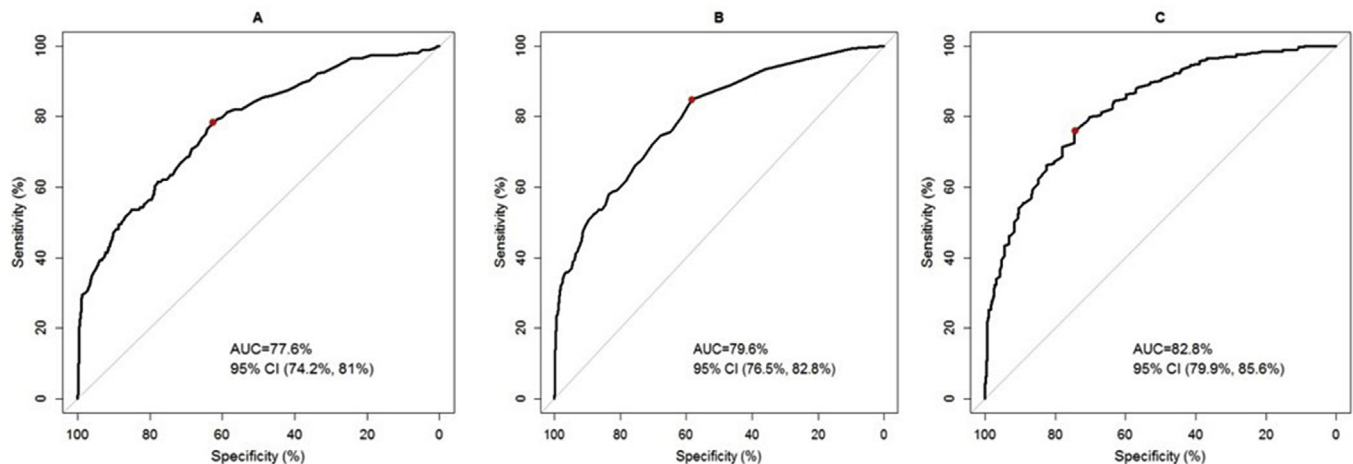 A
100
80
60
40
20
0
Sensitivity (%)
AUC=77.6%
95% CI (74.2%, 81%)
100 80 60 40 20 0
Specificity (%)
B
100
80
60
40
20
0
Sensitivity (%)
AUC=79.6%
95% CI (76.5%, 82.8%)
100 80 60 40 20 0
Specificity (%)
C
100
80
60
40
20
0
Sensitivity (%)
AUC=82.8%
95% CI (79.9%, 85.6%)
100 80 60 40 20 0
Specificity (%)